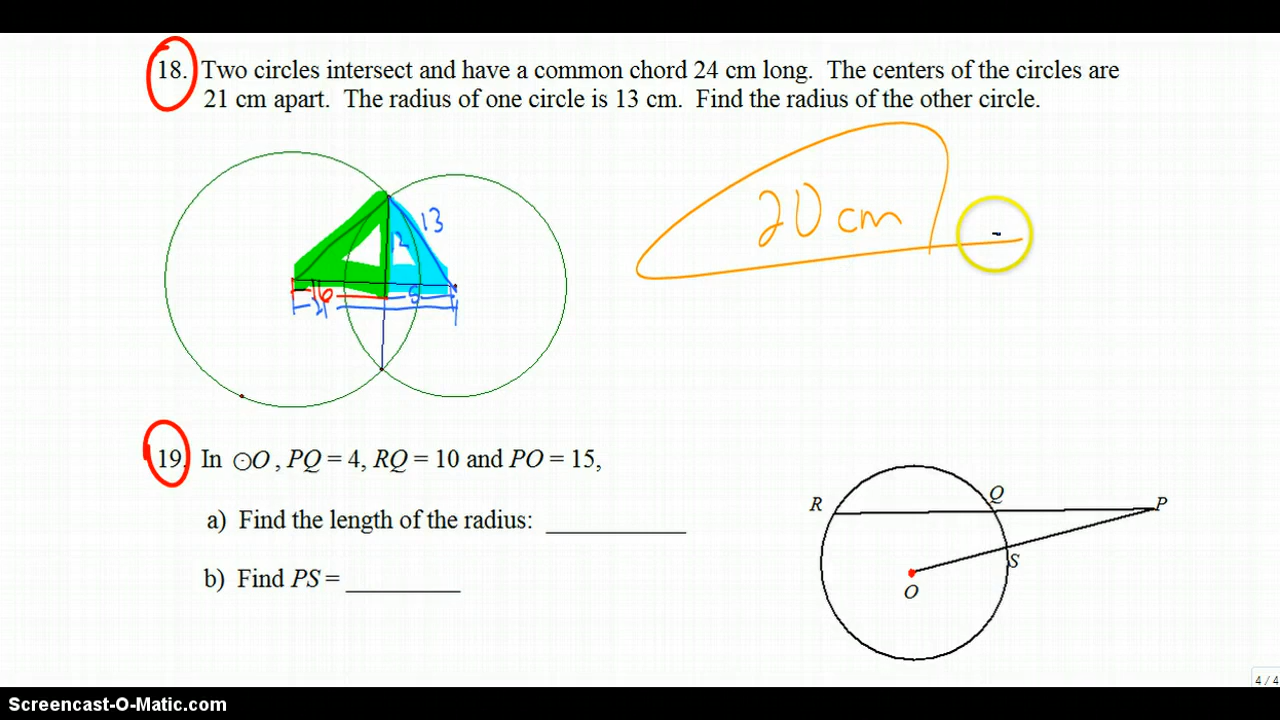 18. Two circles intersect and have a common chord 24 cm long. The centers of the circles are
21 cm apart. The radius of one circle is 13 cm. Find the radius of the other circle.
13
20 cm
16
5
21
19. In ⊙O, PQ = 4, RQ = 10 and PO = 15,
a) Find the length of the radius: ____________
b) Find PS = __________
R
Q
P
S
O
4 / 4
Screencast-O-Matic.com